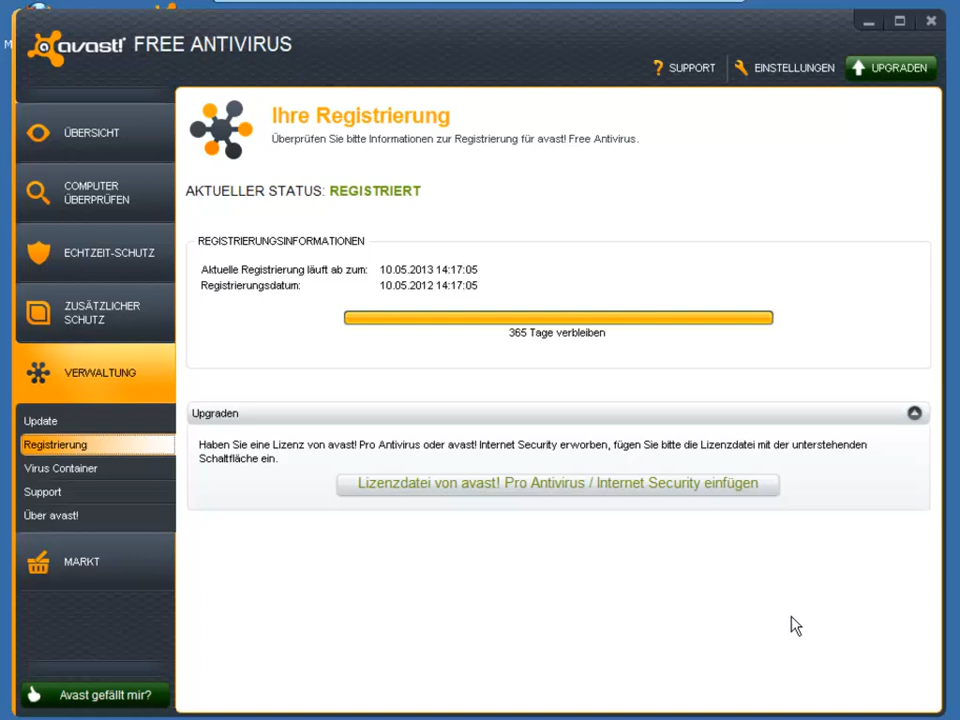 avast! FREE ANTIVIRUS
SUPPORT
EINSTELLUNGEN
UPGRADEN
ÜBERSICHT
COMPUTER
ÜBERPRÜFEN
ECHTZEIT-SCHUTZ
ZUSÄTZLICHER
SCHUTZ
VERWALTUNG
Update
Registrierung
Virus Container
Support
Über avast!
MARKT
Avast gefällt mir?
Ihre Registrierung
Überprüfen Sie bitte Informationen zur Registrierung für avast! Free Antivirus.
AKTUELLER STATUS: REGISTRIERT
REGISTRIERUNGSINFORMATIONEN
Aktuelle Registrierung läuft ab zum: 10.05.2013 14:17:05
Registrierungsdatum: 10.05.2012 14:17:05
365 Tage verbleiben
Upgraden
Haben Sie eine Lizenz von avast! Pro Antivirus oder avast! Internet Security erworben, fügen Sie bitte die Lizenzdatei mit der unterstehenden
Schaltfläche ein.
Lizenzdatei von avast! Pro Antivirus / Internet Security einfügen